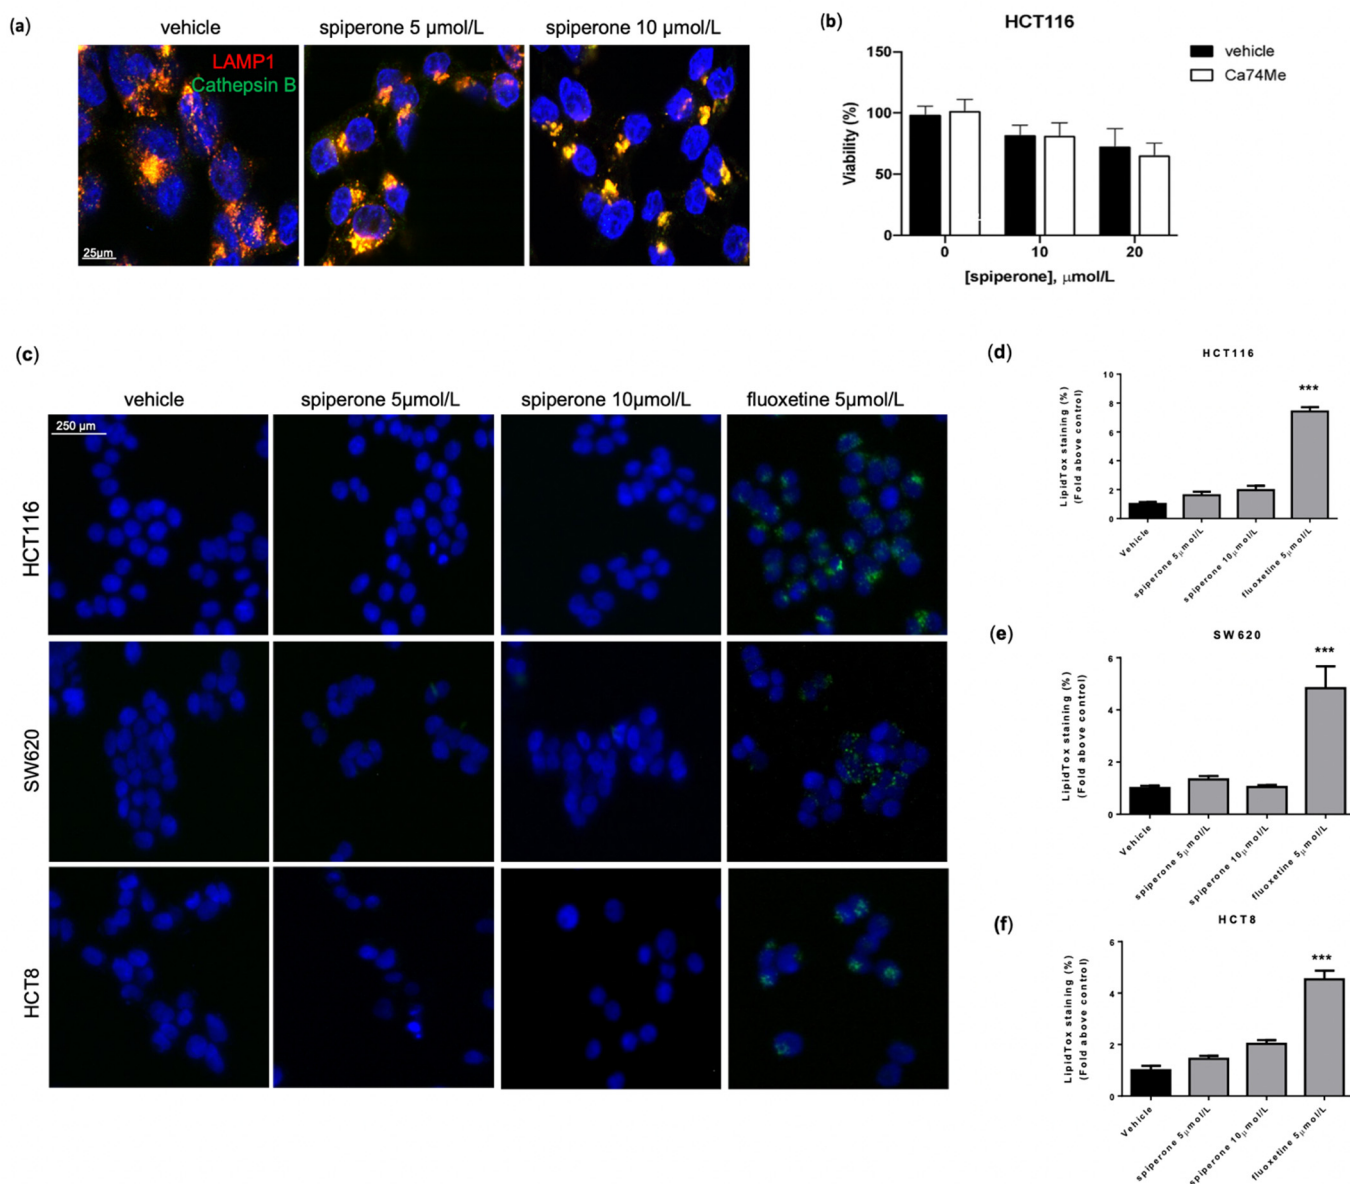 (a)
vehicle
spiperone 5 µmol/L
spiperone 10 µmol/L
LAMP1
Cathepsin B
25µm
(b)
HCT116
Viability (%)
150
100
50
0
0
10
20
[spiperone], µmol/L
vehicle
Ca74Me
(c)
vehicle
spiperone 5µmol/L
spiperone 10µmol/L
fluoxetine 5µmol/L
250 µm
HCT116
SW620
HCT8
(d)
HCT116
LipidTox staining (%)
(Fold above control)
10
8
6
4
2
0
***
Vehicle
spiperone 5µmol/L
spiperone 10µmol/L
fluoxetine 5µmol/L
(e)
SW620
LipidTox staining (%)
(Fold above control)
6
4
2
0
***
Vehicle
spiperone 5µmol/L
spiperone 10µmol/L
fluoxetine 5µmol/L
(f)
HCT8
LipidTox staining (%)
(Fold above control)
6
4
2
0
***
Vehicle
spiperone 5µmol/L
spiperone 10µmol/L
fluoxetine 5µmol/L